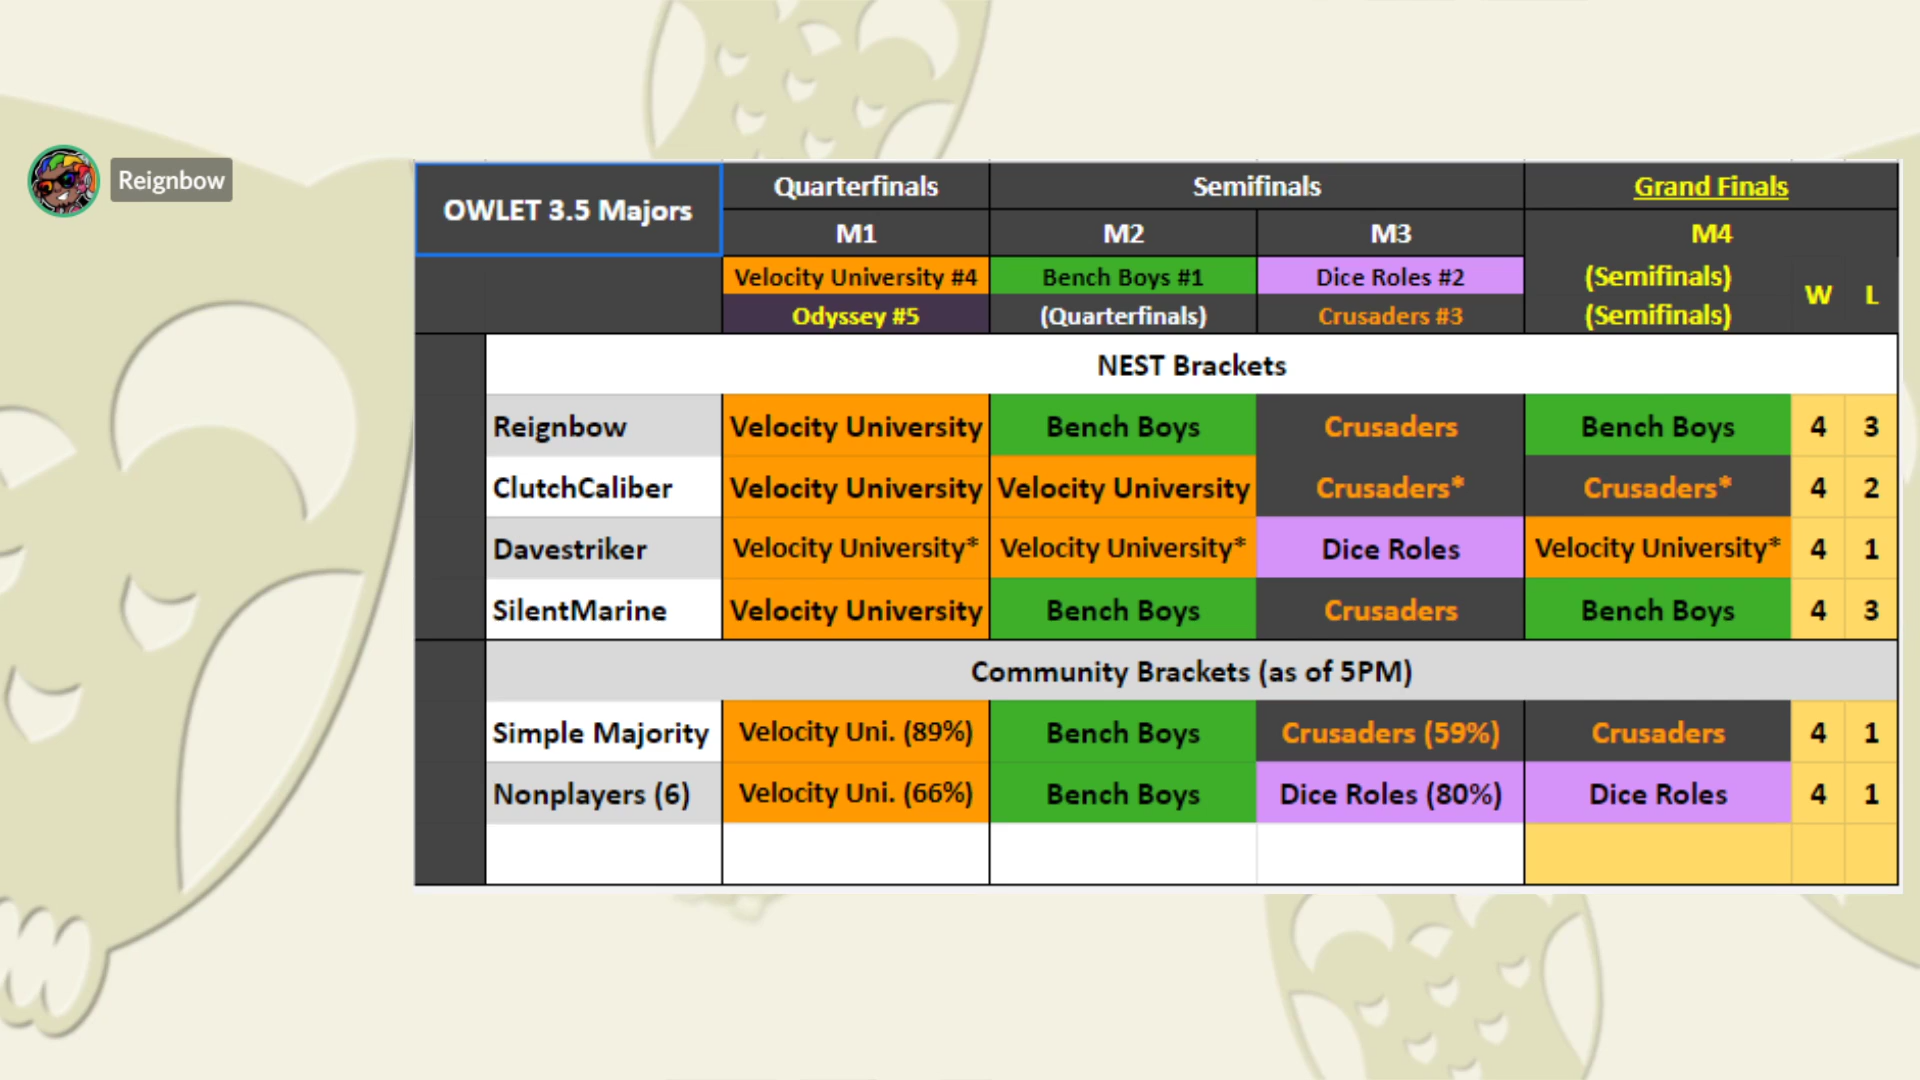 Reignbow
OWLET 3.5 Majors
Quarterfinals Semifinals Grand Finals
M1 M2 M3 M4
Velocity University #4 Bench Boys #1 Dice Roles #2 (Semifinals) W L
Odyssey #5 (Quarterfinals) Crusaders #3 (Semifinals)
NEST Brackets
Reignbow Velocity University Bench Boys Crusaders Bench Boys 4 3
ClutchCaliber Velocity University Velocity University Crusaders* Crusaders* 4 2
Davestriker Velocity University* Velocity University* Dice Roles Velocity University* 4 1
SilentMarine Velocity University Bench Boys Crusaders Bench Boys 4 3
Community Brackets (as of 5PM)
Simple Majority Velocity Uni. (89%) Bench Boys Crusaders (59%) Crusaders 4 1
Nonplayers (6) Velocity Uni. (66%) Bench Boys Dice Roles (80%) Dice Roles 4 1